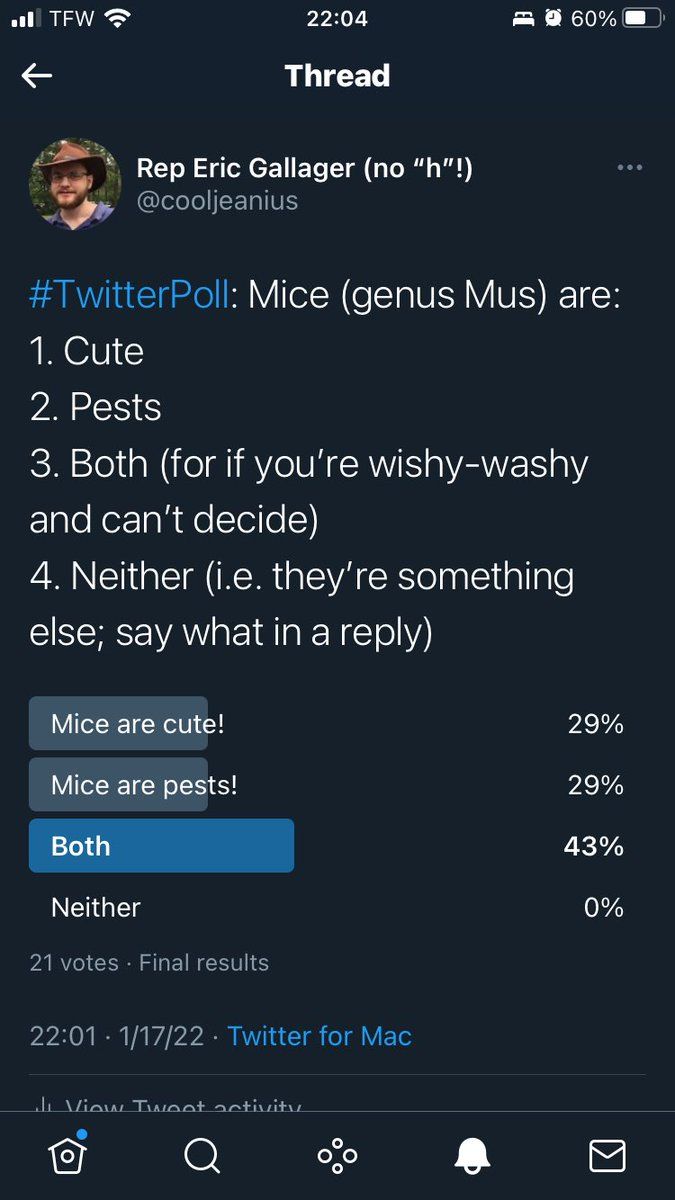 TFW 22:04 60%
Thread
Rep Eric Gallager (no “h”!)
@cooljeanius
#TwitterPoll: Mice (genus Mus) are:
1. Cute
2. Pests
3. Both (for if you’re wishy-washy
and can’t decide)
4. Neither (i.e. they’re something
else; say what in a reply)
Mice are cute! 29%
Mice are pests! 29%
Both 43%
Neither 0%
21 votes · Final results
22:01 · 1/17/22 · Twitter for Mac
View Tweet activity